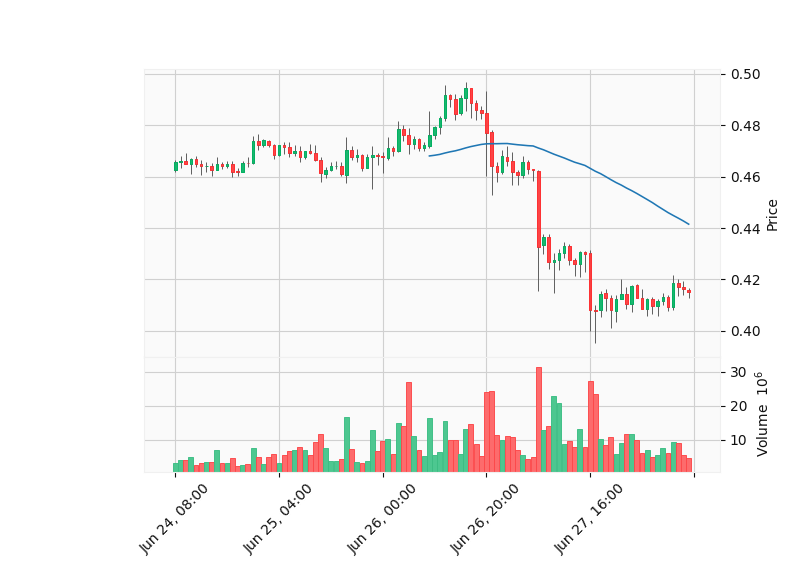 0.50
0.48
0.46
0.44
0.42
0.40
Price
30
20
10
Volume 10^6
Jun 24, 08:00
Jun 25, 04:00
Jun 26, 00:00
Jun 26, 20:00
Jun 27, 16:00